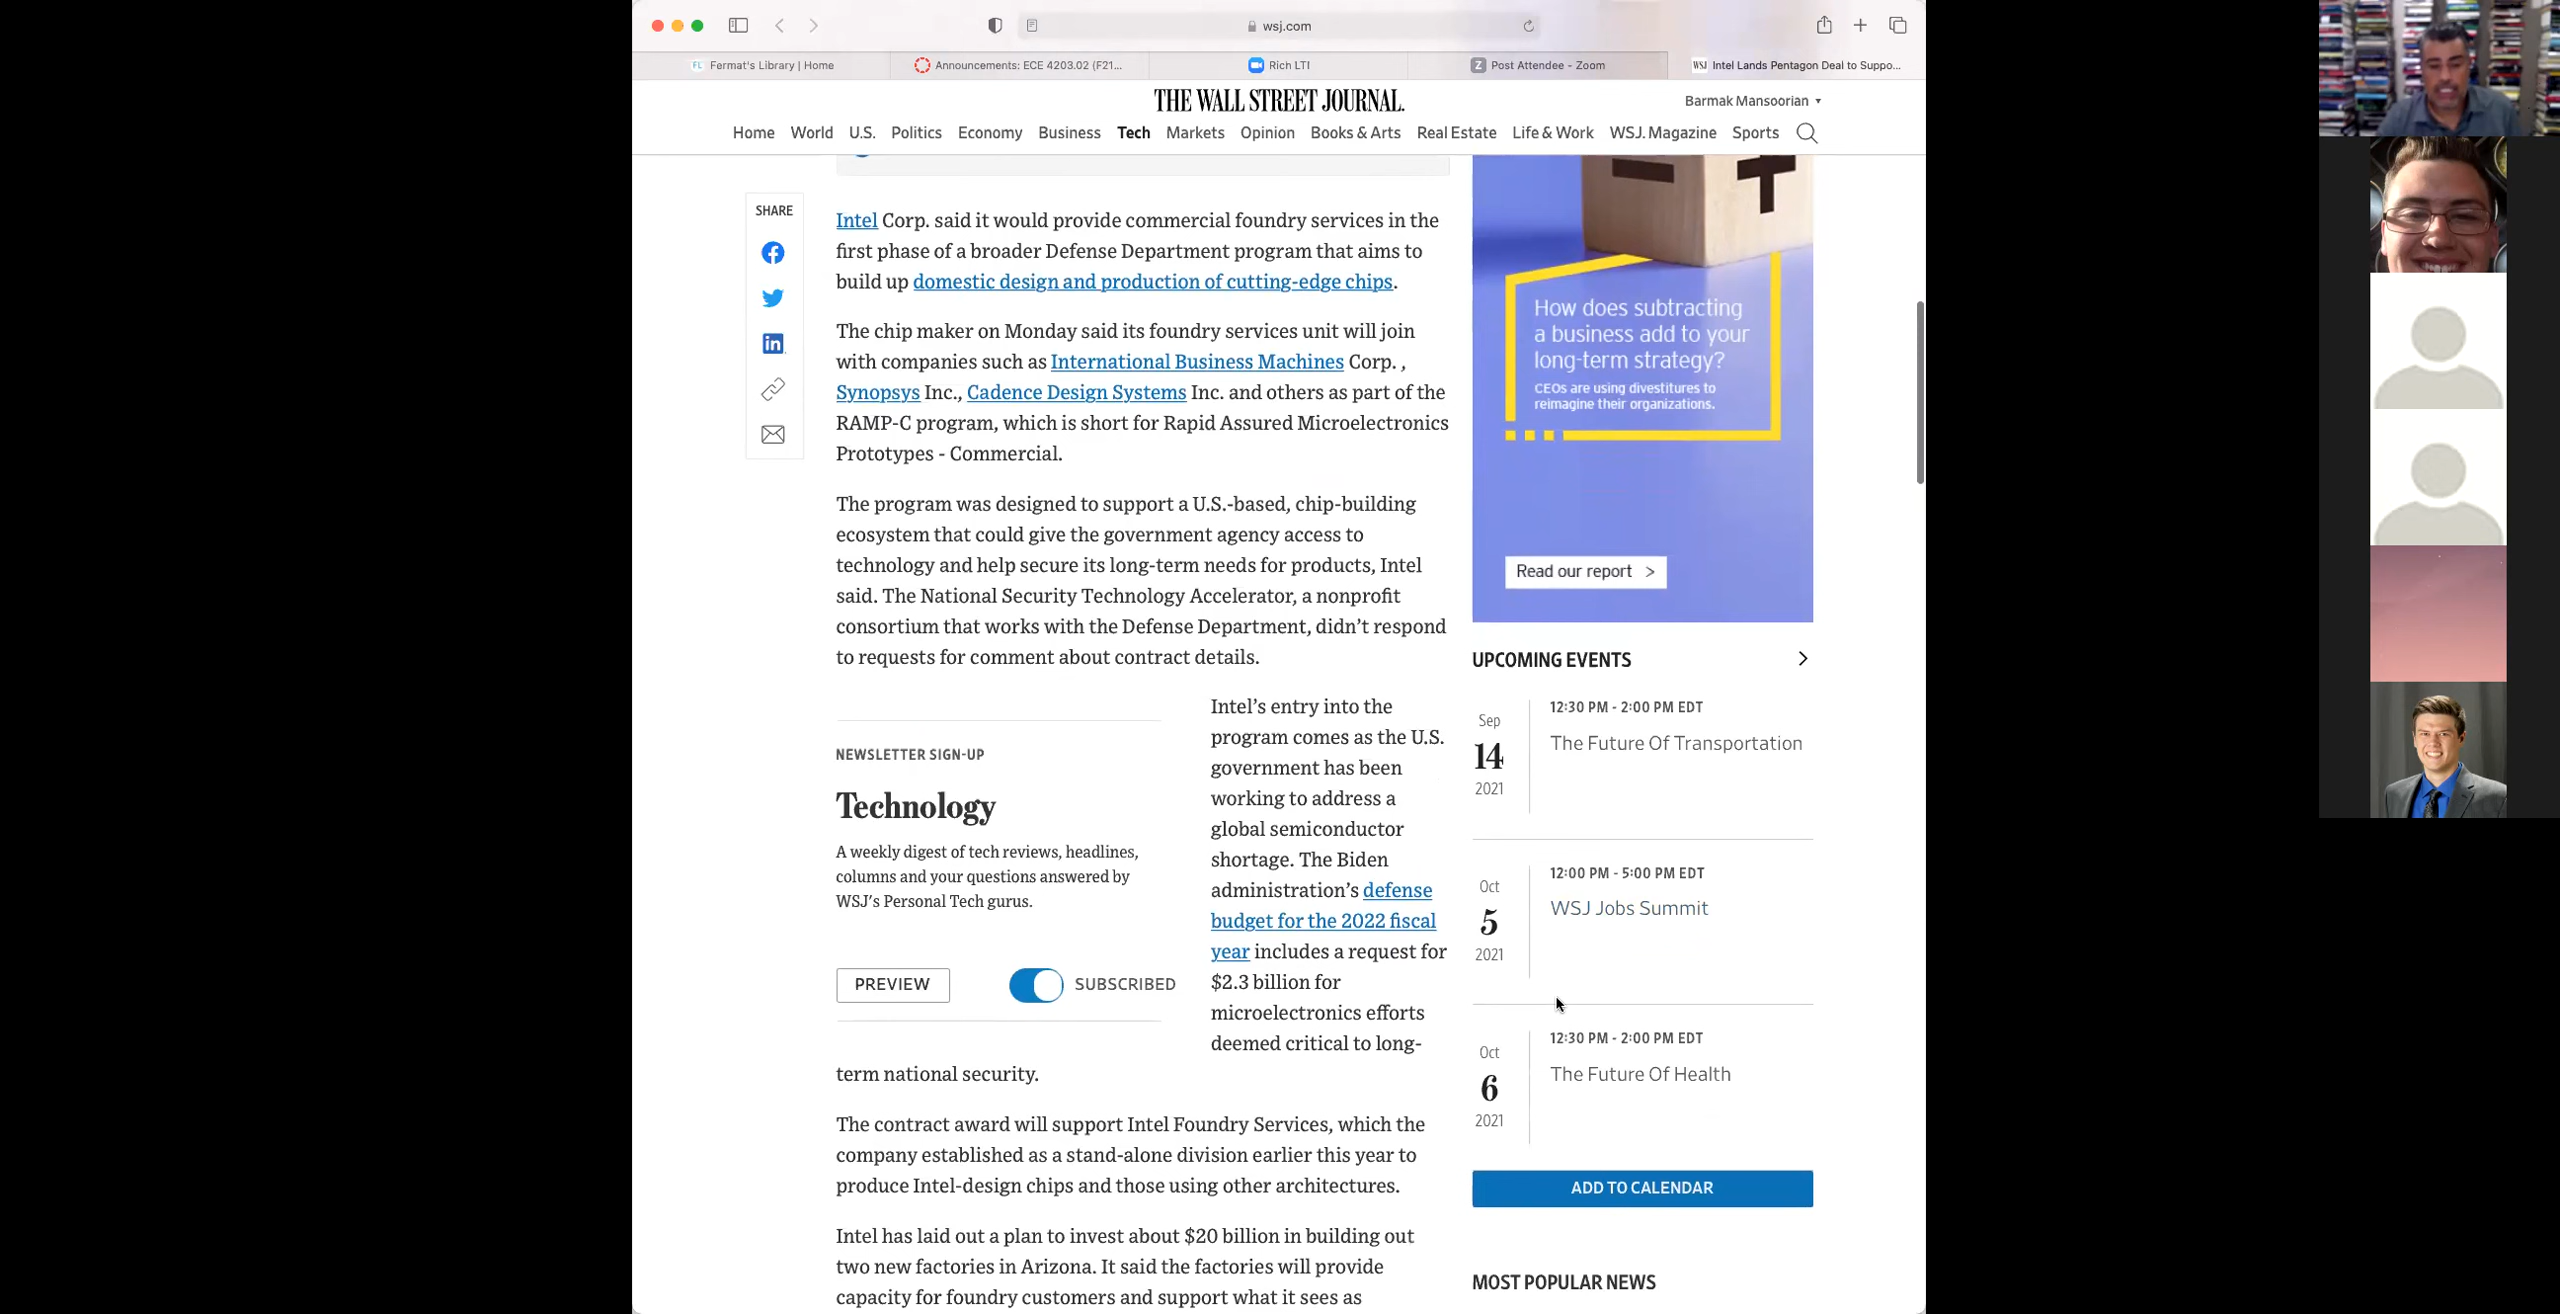 wsj.com
FL Fermat's Library | Home
Announcements: ECE 4203.02 (F21...
Rich LTI
Z Post Attendee - Zoom
WSJ Intel Lands Pentagon Deal to Suppo...
THE WALL STREET JOURNAL.
Barmak Mansoorian
Home World U.S. Politics Economy Business Tech Markets Opinion Books & Arts Real Estate Life & Work WSJ. Magazine Sports
SHARE
in
Intel Corp. said it would provide commercial foundry services in the
first phase of a broader Defense Department program that aims to
build up domestic design and production of cutting-edge chips.
The chip maker on Monday said its foundry services unit will join
with companies such as International Business Machines Corp. ,
Synopsys Inc., Cadence Design Systems Inc. and others as part of the
RAMP-C program, which is short for Rapid Assured Microelectronics
Prototypes - Commercial.
The program was designed to support a U.S.-based, chip-building
ecosystem that could give the government agency access to
technology and help secure its long-term needs for products, Intel
said. The National Security Technology Accelerator, a nonprofit
consortium that works with the Defense Department, didn't respond
to requests for comment about contract details.
NEWSLETTER SIGN-UP
Technology
A weekly digest of tech reviews, headlines,
columns and your questions answered by
WSJ's Personal Tech gurus.
PREVIEW
SUBSCRIBED
Intel's entry into the
program comes as the U.S.
government has been
working to address a
global semiconductor
shortage. The Biden
administration's defense
budget for the 2022 fiscal
year includes a request for
$2.3 billion for
microelectronics efforts
deemed critical to long-
term national security.
The contract award will support Intel Foundry Services, which the
company established as a stand-alone division earlier this year to
produce Intel-design chips and those using other architectures.
Intel has laid out a plan to invest about $20 billion in building out
two new factories in Arizona. It said the factories will provide
capacity for foundry customers and support what it sees as
How does subtracting
a business add to your
long-term strategy?
CEOs are using divestitures to
reimagine their organizations.
Read our report >
UPCOMING EVENTS
Sep
14
2021
12:30 PM - 2:00 PM EDT
The Future Of Transportation
Oct
5
2021
12:00 PM - 5:00 PM EDT
WSJ Jobs Summit
Oct
6
2021
12:30 PM - 2:00 PM EDT
The Future Of Health
ADD TO CALENDAR
MOST POPULAR NEWS